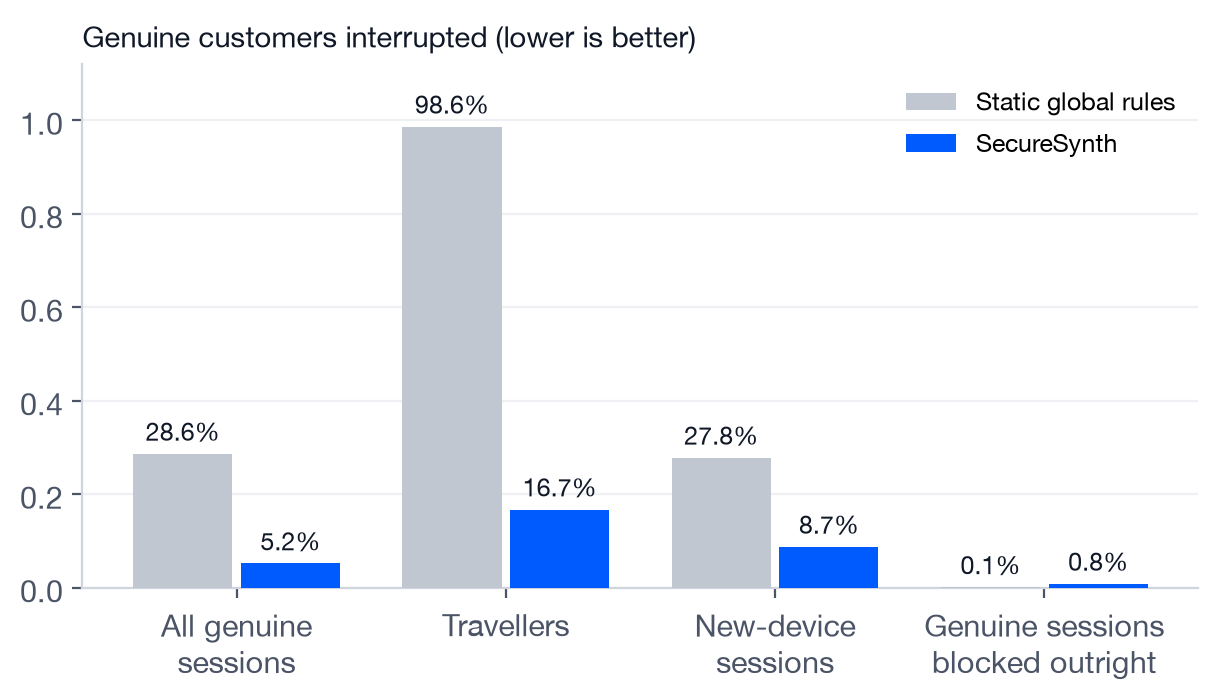 Genuine customers interrupted (lower is better)
Static global rules
SecureSynth
1.0
0.8
0.6
0.4
0.2
0.0
28.6%
5.2%
98.6%
16.7%
27.8%
8.7%
0.1%
0.8%
All genuine
sessions
Travellers
New-device
sessions
Genuine sessions
blocked outright